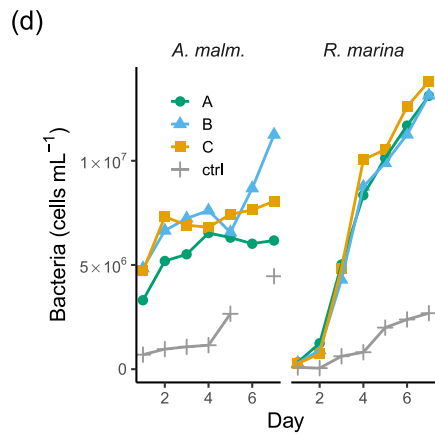 (d)
A. malm. R. marina
A
B
C
ctrl
Bacteria (cells mL⁻¹)
1×10⁷
5×10⁶
0
2 4 6 2 4 6
Day